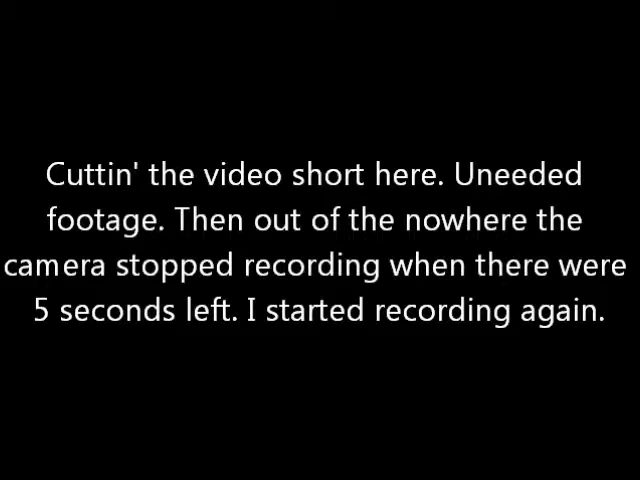 Cuttin' the video short here. Uneeded
footage. Then out of the nowhere the
camera stopped recording when there were
5 seconds left. I started recording again.